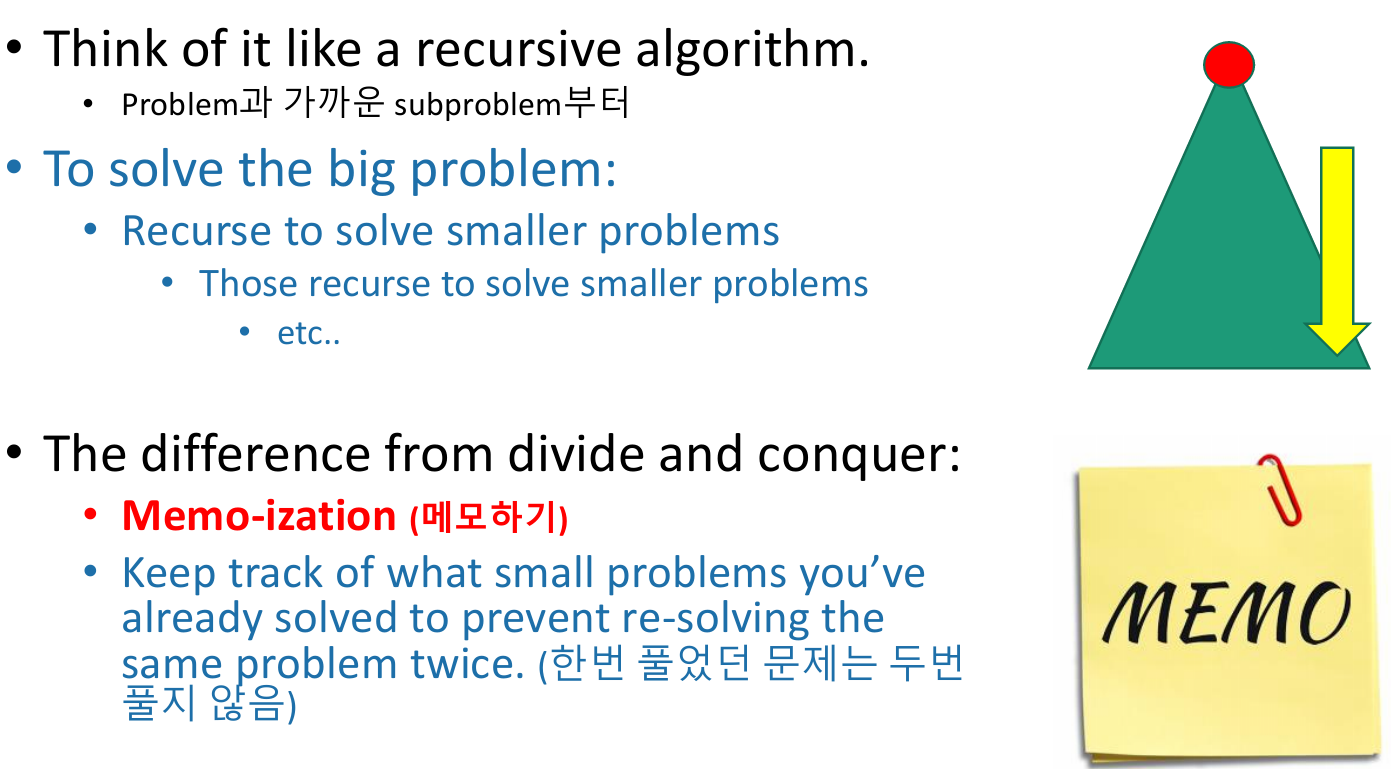 • Think of it like a recursive algorithm.
• Problem과 가까운 subproblem부터
• To solve the big problem:
• Recurse to solve smaller problems
• Those recurse to solve smaller problems
• etc..
• The difference from divide and conquer:
• Memo-ization (메모하기)
• Keep track of what small problems you’ve
already solved to prevent re-solving the
same problem twice. (한번 풀었던 문제는 두번
풀지 않음)
MEMO